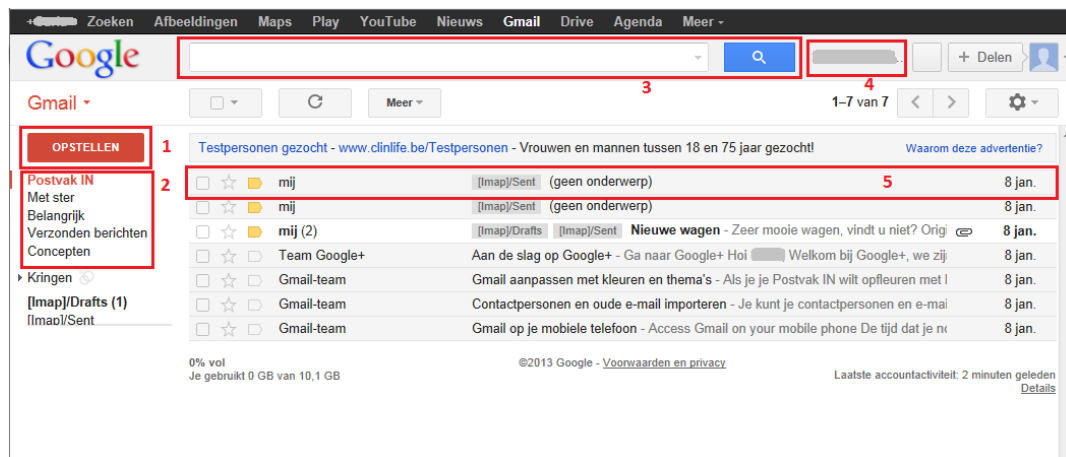 Zoeken Afbeeldingen Maps Play YouTube Nieuws Gmail Drive Agenda Meer
Google
3
4
+ Delen
Gmail
Meer
1–7 van 7
OPSTELLEN
1
Testpersonen gezocht - www.clinlife.be/Testpersonen - Vrouwen en mannen tussen 18 en 75 jaar gezocht! Waarom deze advertentie?
Postvak IN
2
Met ster
Belangrijk
Verzonden berichten
Concepten
Kringen
[Imap]/Drafts (1)
[Imap]/Sent
mij [Imap]/Sent (geen onderwerp) 5 8 jan.
mij [Imap]/Sent (geen onderwerp) 8 jan.
mij (2) [Imap]/Drafts [Imap]/Sent Nieuwe wagen - Zeer mooie wagen, vindt u niet? Origi 8 jan.
Team Google+ Aan de slag op Google+ - Ga naar Google+ Hoi Welkom bij Google+, we zij 8 jan.
Gmail-team Gmail aanpassen met kleuren en thema's - Als je je Postvak IN wilt opfleuren met 8 jan.
Gmail-team Contactpersonen en oude e-mail importeren - Je kunt je contactpersonen en e-mai 8 jan.
Gmail-team Gmail op je mobiele telefoon - Access Gmail on your mobile phone De tijd dat je 8 jan.
0% vol
Je gebruikt 0 GB van 10,1 GB
©2013 Google - Voorwaarden en privacy
Laatste accountactiviteit: 2 minuten geleden
Details